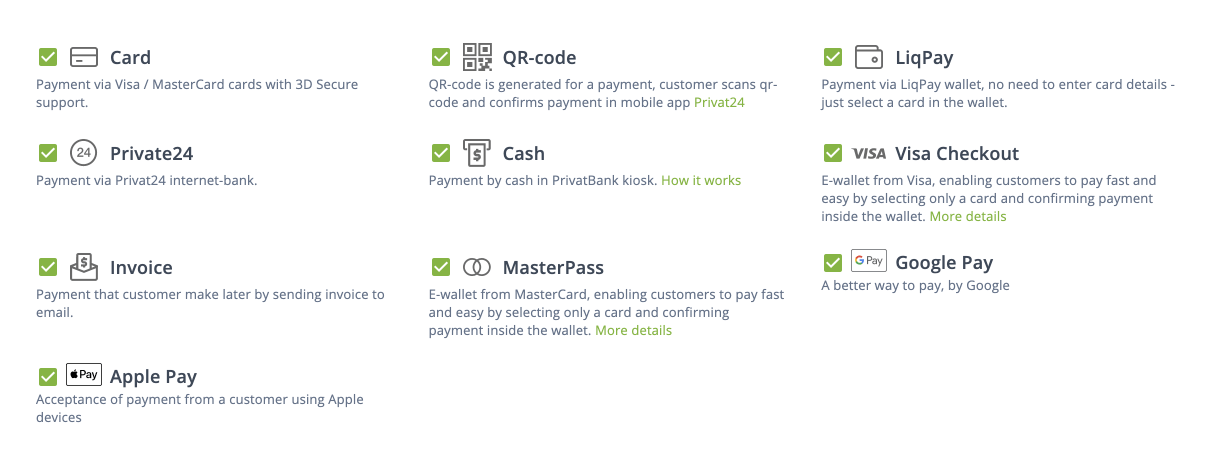 Card
Payment via Visa / MasterCard cards with 3D Secure
support.
QR-code
QR-code is generated for a payment, customer scans qr-
code and confirms payment in mobile app Privat24
LiqPay
Payment via LiqPay wallet, no need to enter card details -
just select a card in the wallet.
24 Private24
Payment via Privat24 internet-bank.
$ Cash
Payment by cash in PrivatBank kiosk. How it works
VISA Visa Checkout
E-wallet from Visa, enabling customers to pay fast and
easy by selecting only a card and confirming payment
inside the wallet. More details
$ Invoice
Payment that customer make later by sending invoice to
email.
MasterPass
E-wallet from MasterCard, enabling customers to pay fast
and easy by selecting only a card and confirming
payment inside the wallet. More details
G Pay Google Pay
A better way to pay, by Google
Pay Apple Pay
Acceptance of payment from a customer using Apple
devices